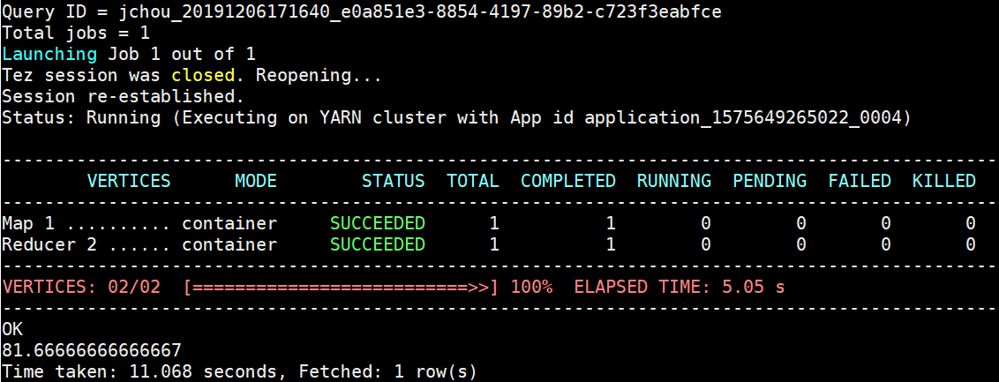 Query ID = jchou_20191206171640_e0a851e3-8854-4197-89b2-c723f3eabfce
Total jobs = 1
Launching Job 1 out of 1
Tez session was closed. Reopening...
Session re-established.
Status: Running (Executing on YARN cluster with App id application_1575649265022_0004)
----------------------------------------------------------------------------------------------
        VERTICES      MODE        STATUS  TOTAL  COMPLETED  RUNNING  PENDING  FAILED  KILLED
----------------------------------------------------------------------------------------------
Map 1 .......... container     SUCCEEDED      1          1        0        0       0       0
Reducer 2 ...... container     SUCCEEDED      1          1        0        0       0       0
----------------------------------------------------------------------------------------------
VERTICES: 02/02  [==========================>>] 100%  ELAPSED TIME: 5.05 s
----------------------------------------------------------------------------------------------
OK
81.66666666666667
Time taken: 11.068 seconds, Fetched: 1 row(s)